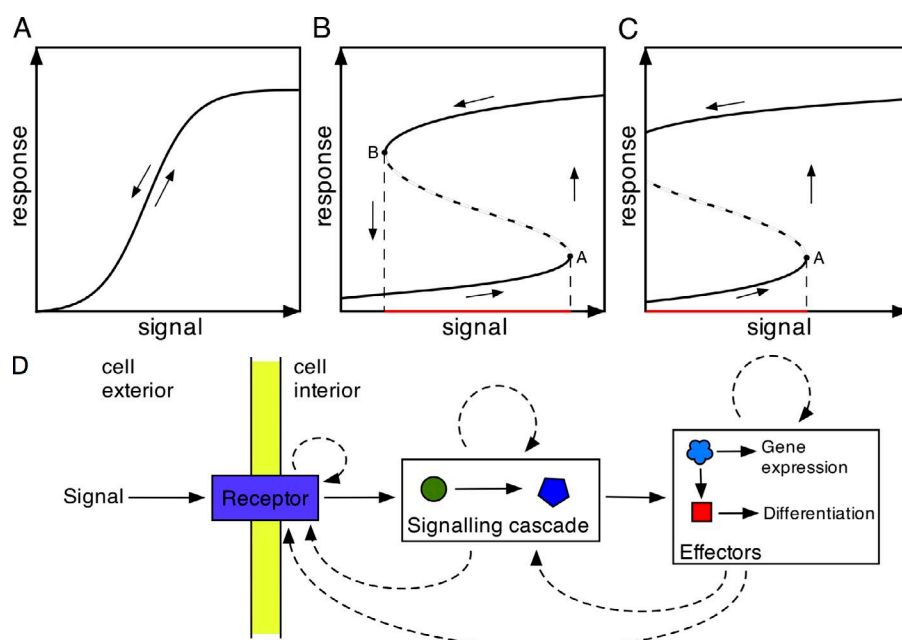 A
B
C
response
response
response
B
A
A
signal
signal
signal
D
cell
exterior
cell
interior
Signal
Receptor
Signalling cascade
Gene
expression
Differentiation
Effectors